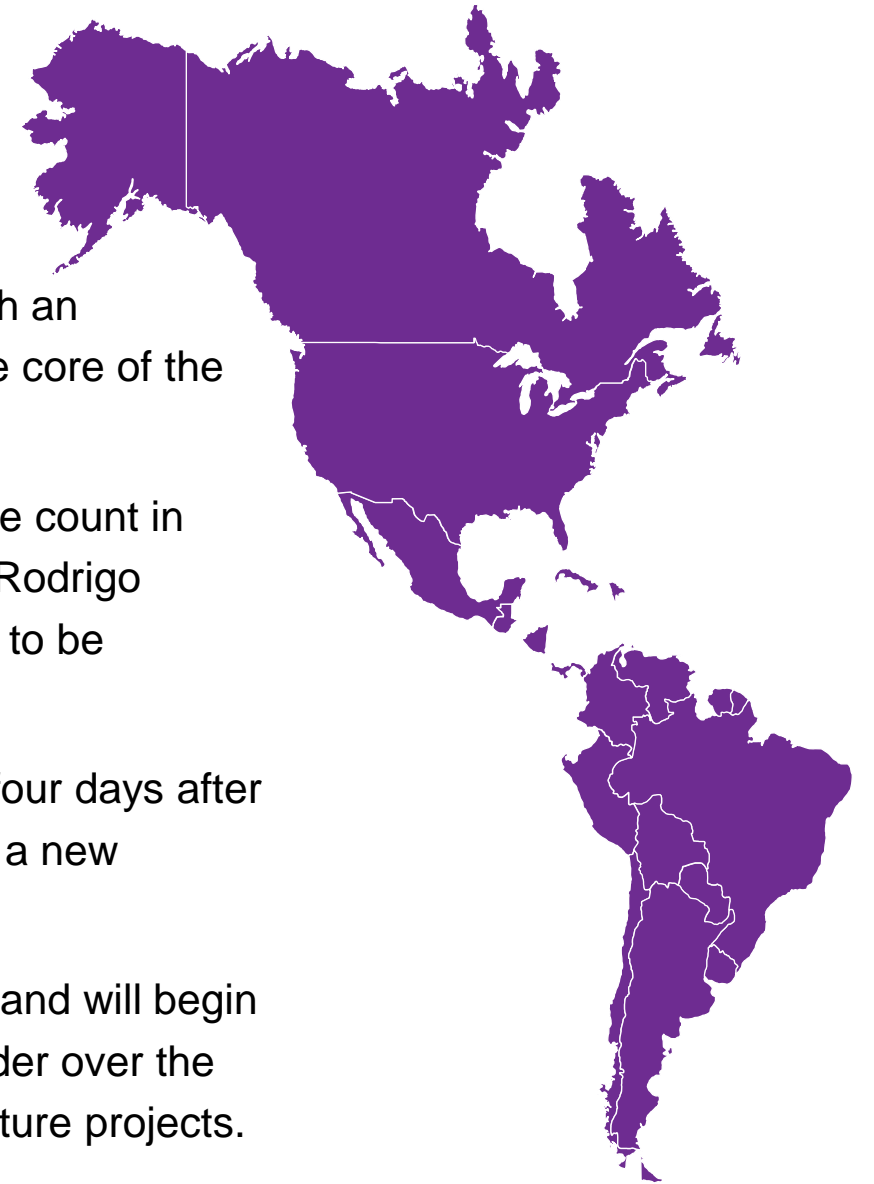 h an
e core of the
e count in
Rodrigo
to be
four days after
a new
and will begin
der over the
ture projects.